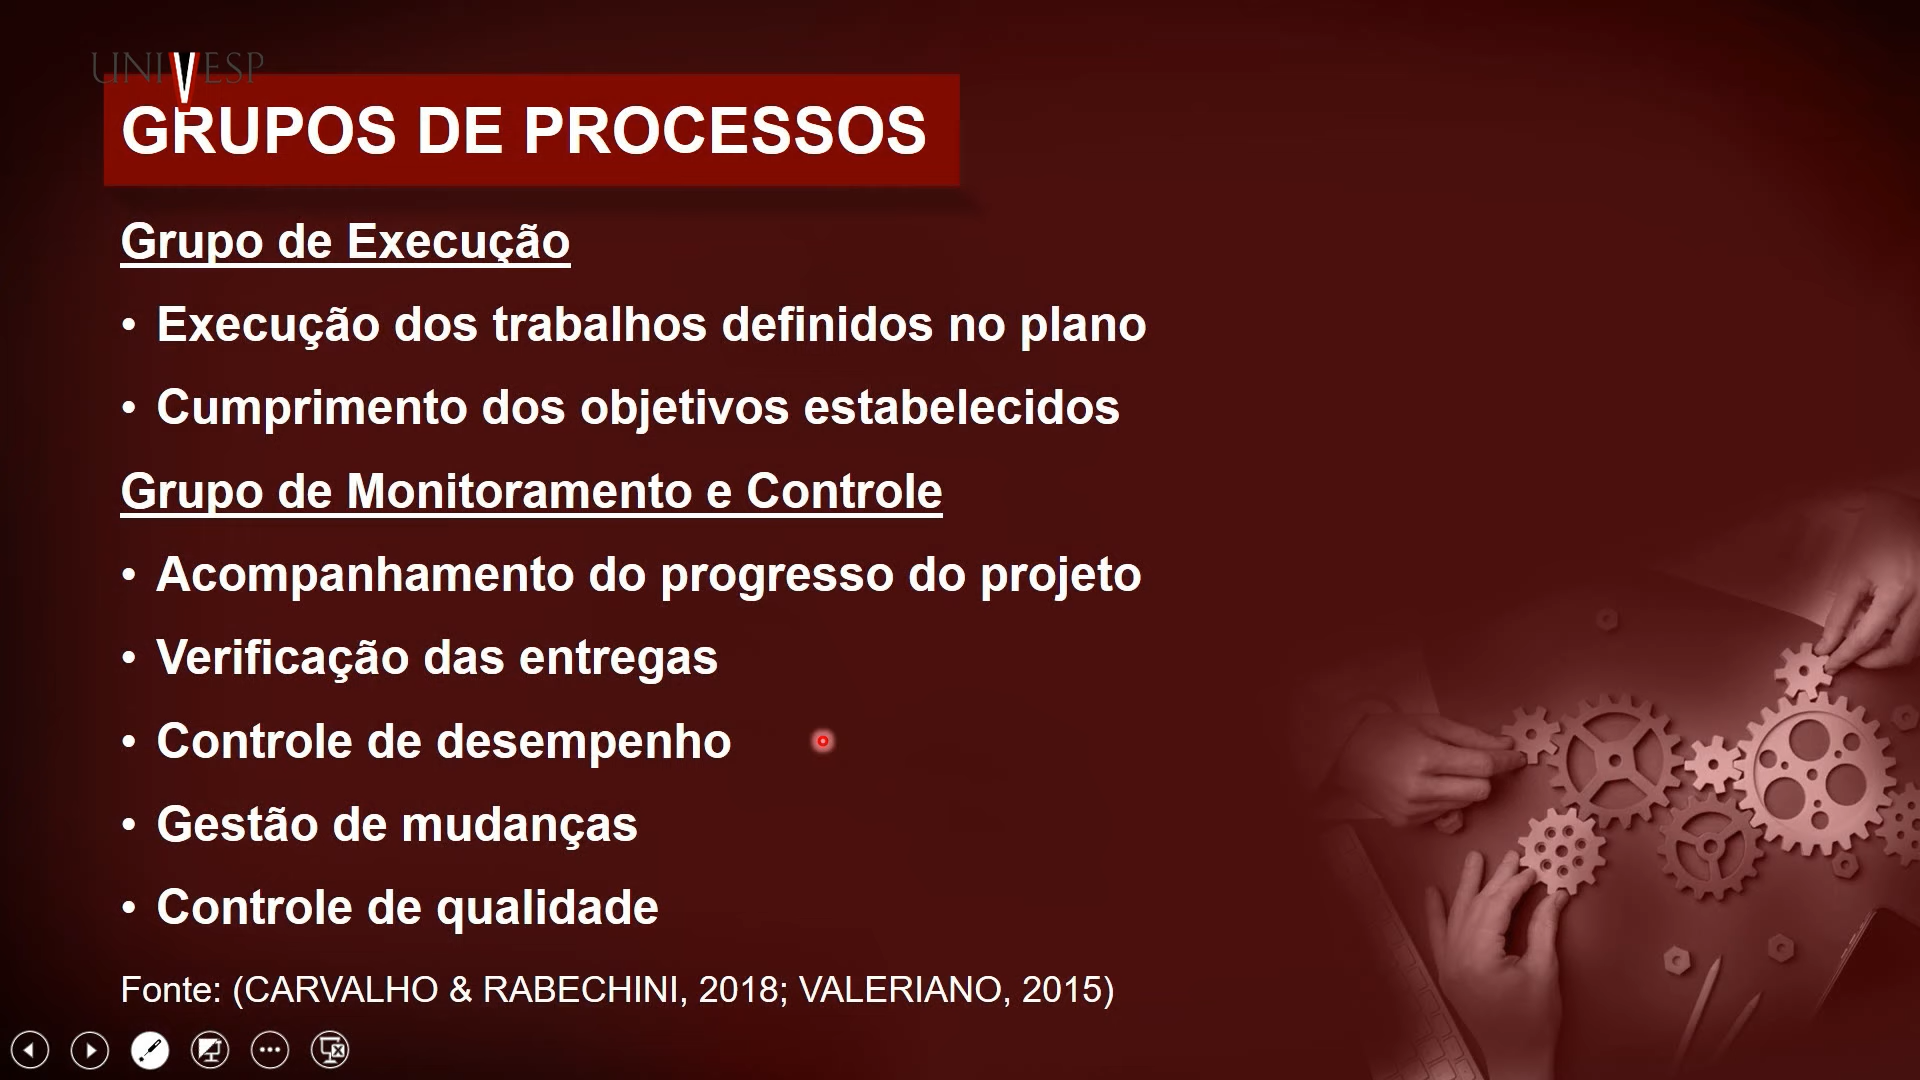 UNIVESP
GRUPOS DE PROCESSOS
Grupo de Execução
• Execução dos trabalhos definidos no plano
• Cumprimento dos objetivos estabelecidos
Grupo de Monitoramento e Controle
• Acompanhamento do progresso do projeto
• Verificação das entregas
• Controle de desempenho
• Gestão de mudanças
• Controle de qualidade
Fonte: (CARVALHO & RABECHINI, 2018; VALERIANO, 2015)